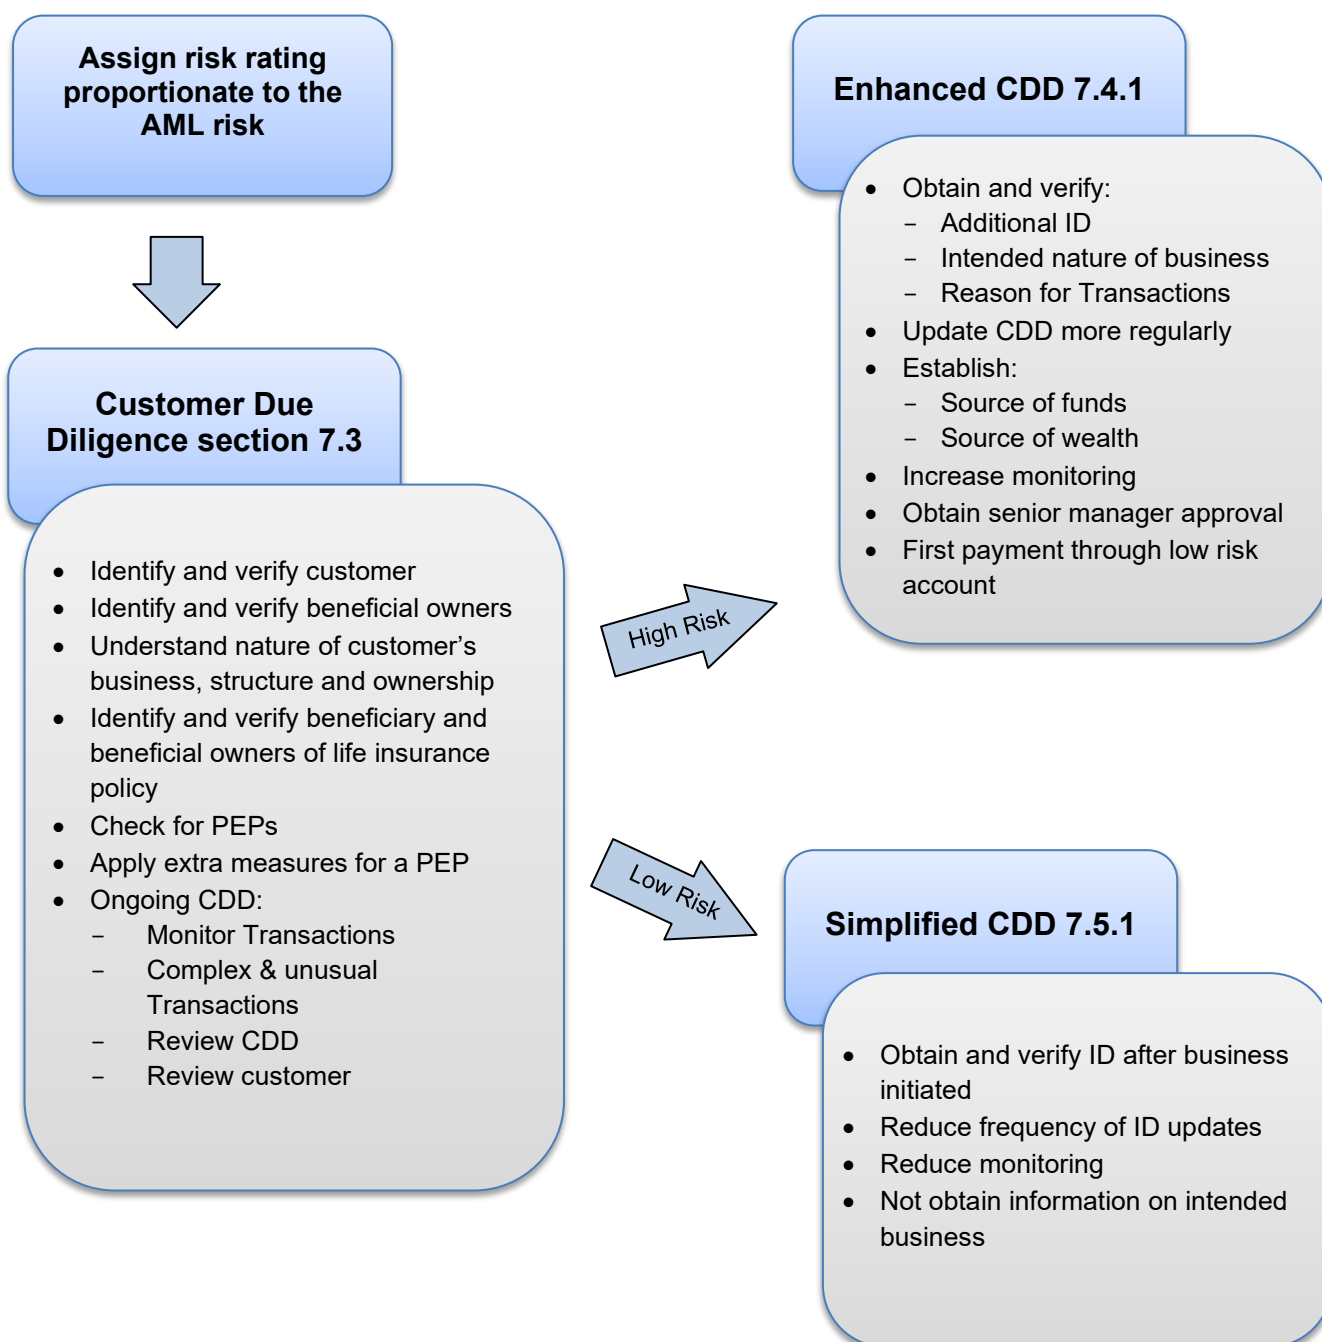 Assign risk rating
proportionate to the
AML risk
Customer Due
Diligence section 7.3
• Identify and verify customer
• Identify and verify beneficial owners
• Understand nature of customer’s
business, structure and ownership
• Identify and verify beneficiary and
beneficial owners of life insurance
policy
• Check for PEPs
• Apply extra measures for a PEP
• Ongoing CDD:
– Monitor Transactions
– Complex & unusual
Transactions
– Review CDD
– Review customer
High Risk
Enhanced CDD 7.4.1
• Obtain and verify:
– Additional ID
– Intended nature of business
– Reason for Transactions
• Update CDD more regularly
• Establish:
– Source of funds
– Source of wealth
• Increase monitoring
• Obtain senior manager approval
• First payment through low risk
account
Low Risk
Simplified CDD 7.5.1
• Obtain and verify ID after business
initiated
• Reduce frequency of ID updates
• Reduce monitoring
• Not obtain information on intended
business